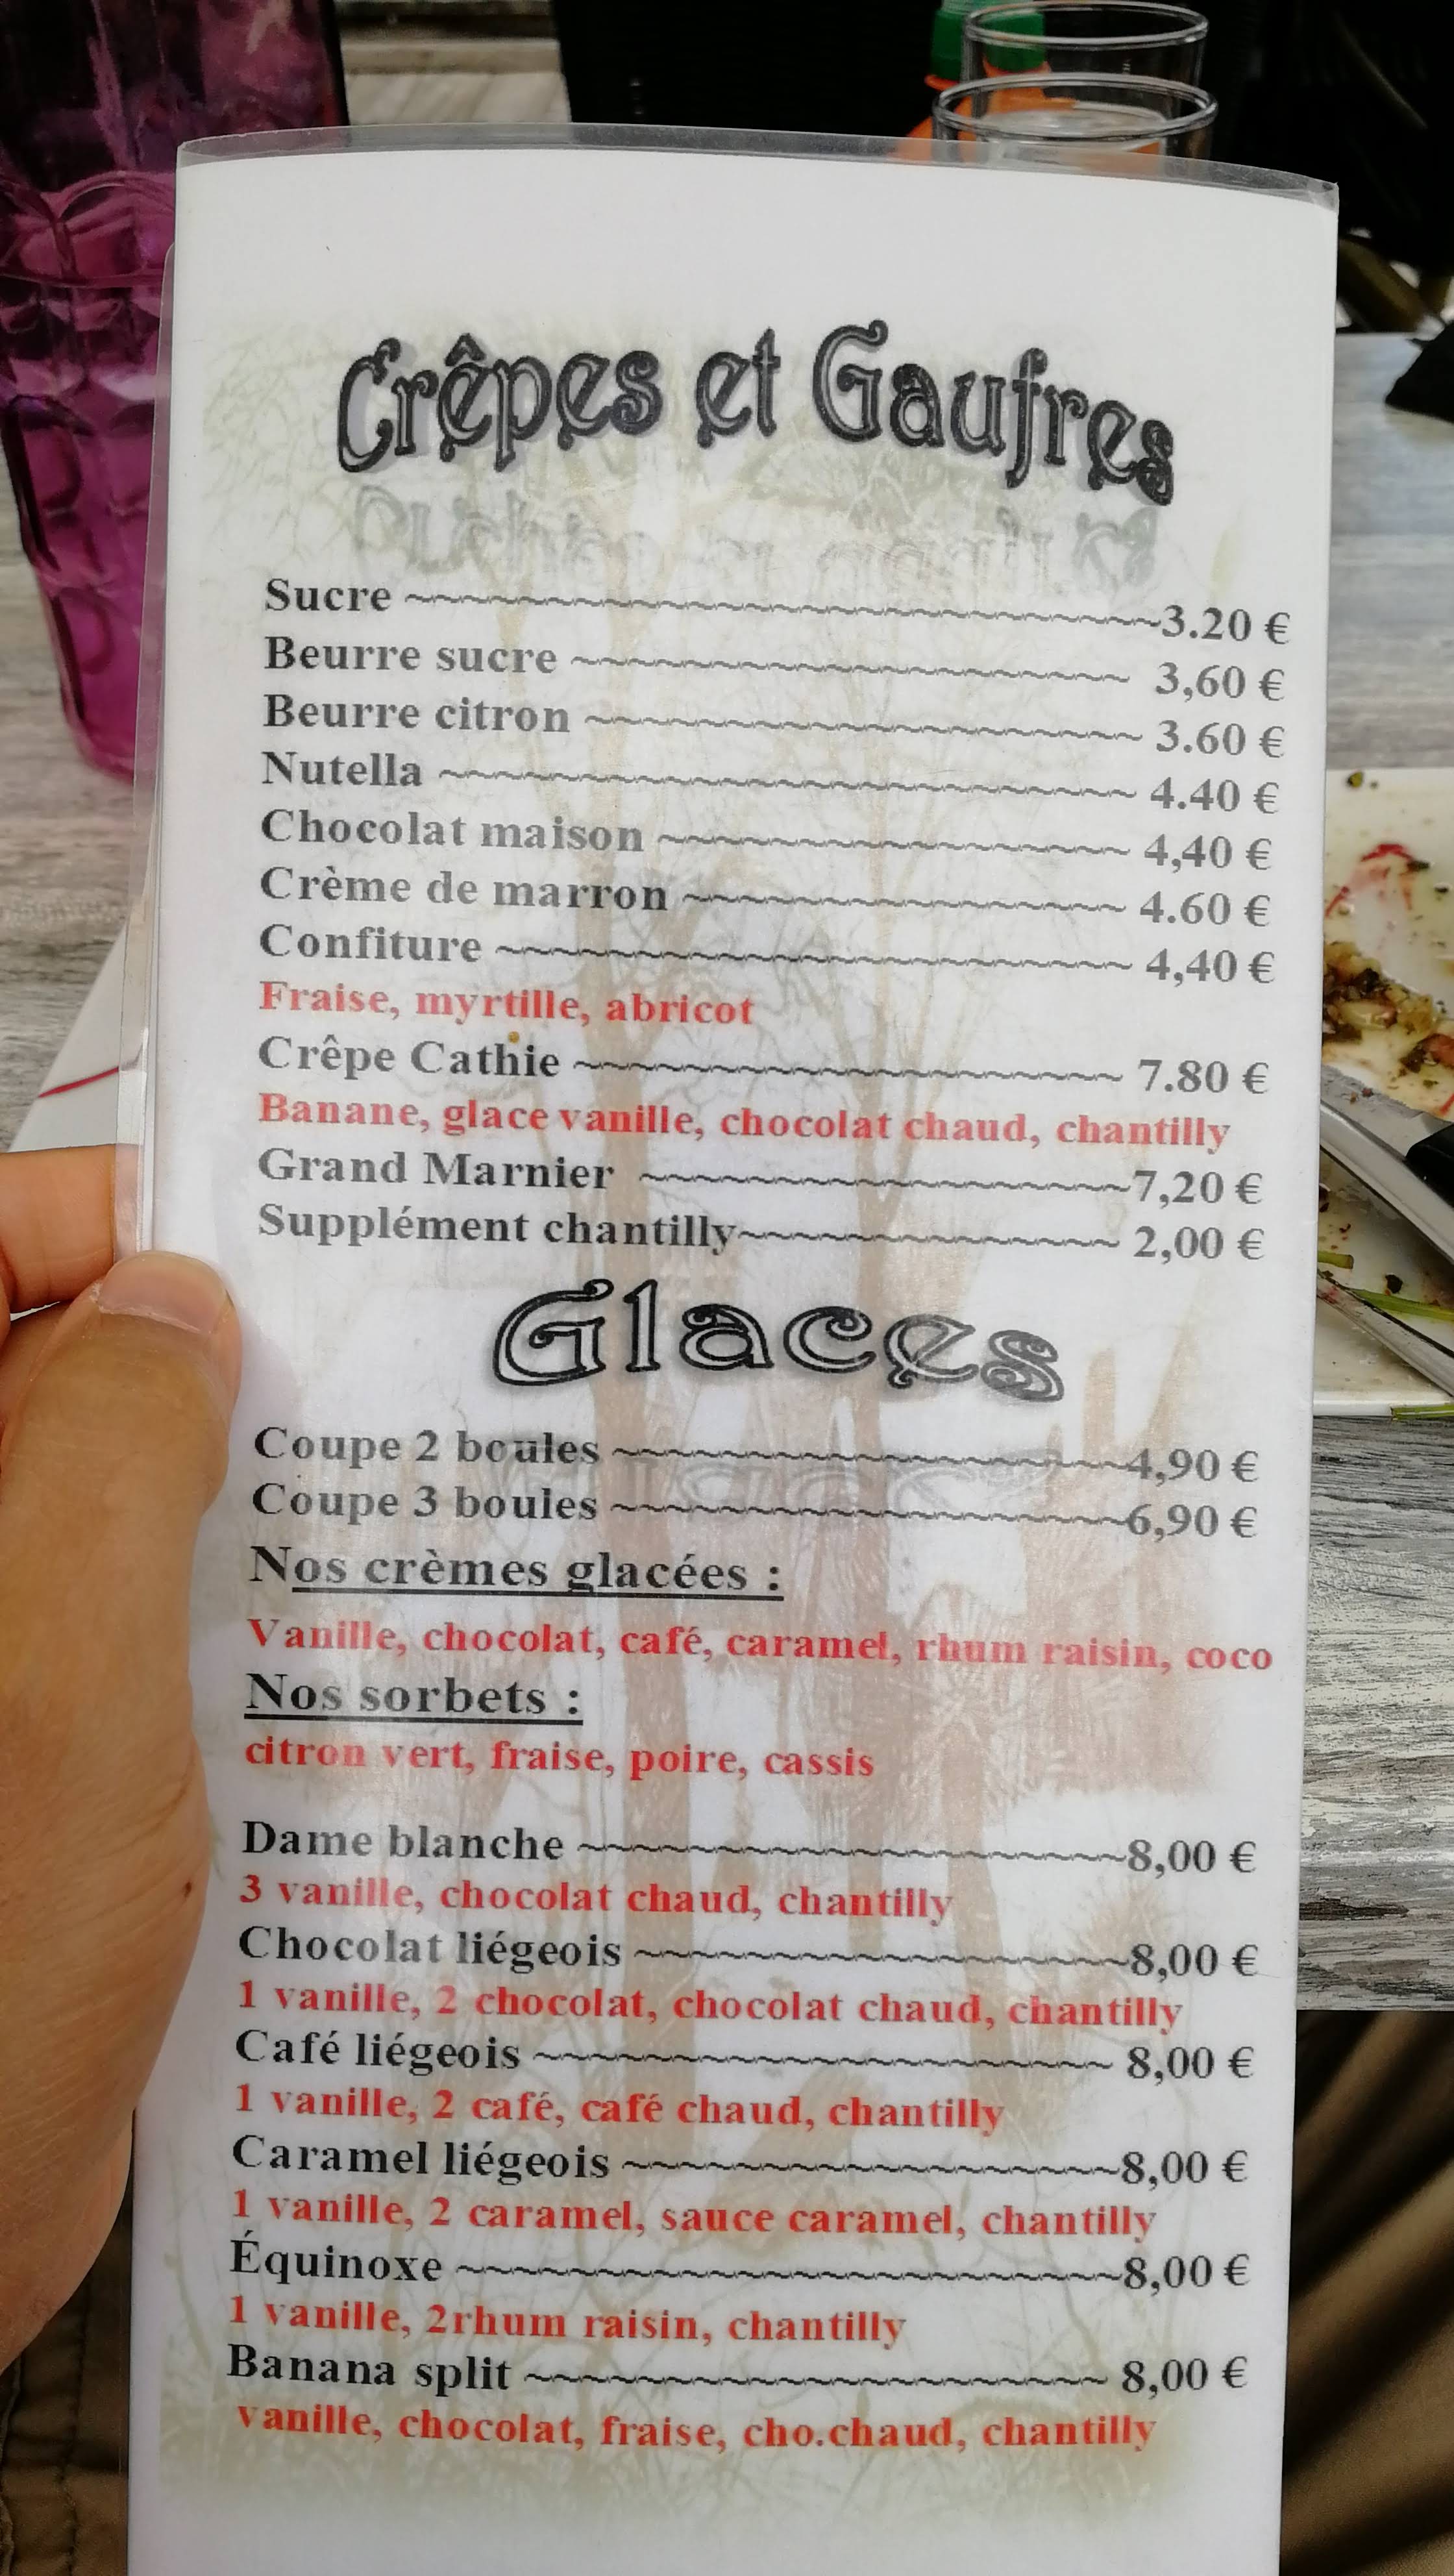 Crêpes et Gaufres
Sucre ~~~~~~~~~~~~~~~~~~~~3.20 €
Beurre sucre ~~~~~~~~~~~~~~~ 3,60 €
Beurre citron ~~~~~~~~~~~~~~~ 3.60 €
Nutella ~~~~~~~~~~~~~~~~~~~ 4.40 €
Chocolat maison ~~~~~~~~~~~~~ 4,40 €
Crème de marron ~~~~~~~~~~~~ 4.60 €
Confiture ~~~~~~~~~~~~~~~~~ 4,40 €
Fraise, myrtille, abricot
Crêpe Cathie ~~~~~~~~~~~~~~~ 7.80 €
Banane, glace vanille, chocolat chaud, chantilly
Grand Marnier ~~~~~~~~~~~~~7,20 €
Supplément chantilly~~~~~~~~~~ 2,00 €
Glaces
Coupe 2 boules ~~~~~~~~~~~~~~4,90 €
Coupe 3 boules ~~~~~~~~~~~~~~6,90 €
Nos crèmes glacées :
Vanille, chocolat, café, caramel, rhum raisin, coco
Nos sorbets :
citron vert, fraise, poire, cassis
Dame blanche ~~~~~~~~~~~~~~~8,00 €
3 vanille, chocolat chaud, chantilly
Chocolat liégeois ~~~~~~~~~~~~~8,00 €
1 vanille, 2 chocolat, chocolat chaud, chantilly
Café liégeois ~~~~~~~~~~~~~~~ 8,00 €
1 vanille, 2 café, café chaud, chantilly
Caramel liégeois ~~~~~~~~~~~~~8,00 €
1 vanille, 2 caramel, sauce caramel, chantilly
Équinoxe ~~~~~~~~~~~~~~~~~~8,00 €
1 vanille, 2rhum raisin, chantilly
Banana split ~~~~~~~~~~~~~~~~ 8,00 €
vanille, chocolat, fraise, cho.chaud, chantilly